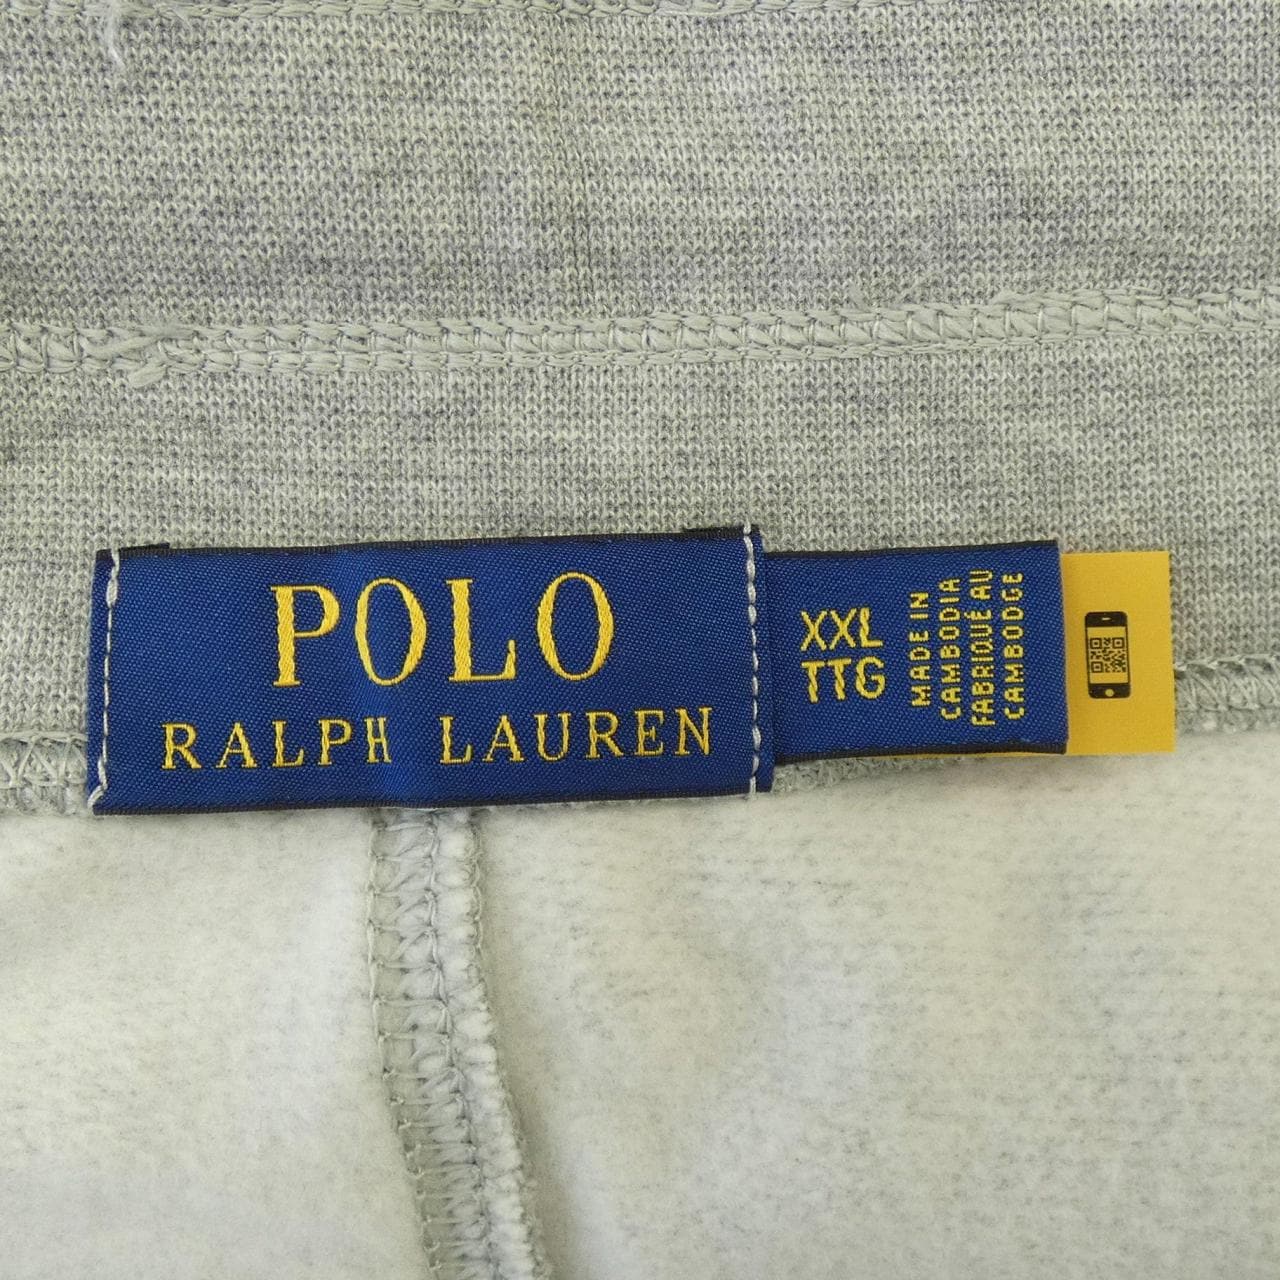 POLO
RALPH LAUREN
XXL
TTG
MADE IN
CAMBODIA
FABRIQUÉ AU
CAMBODGE